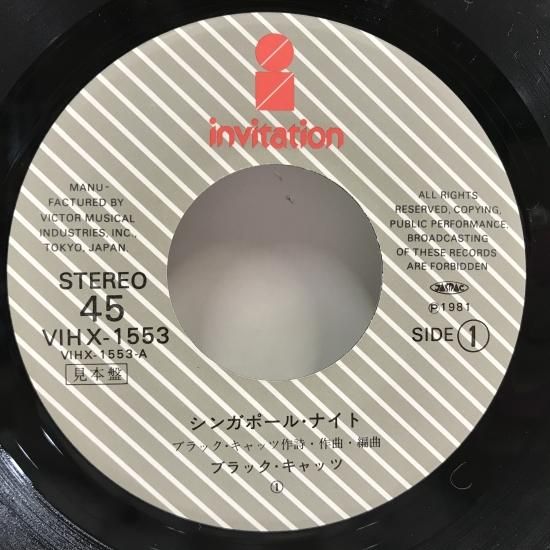 invitation
MANU-
FACTURED BY
VICTOR MUSICAL
INDUSTRIES, INC.,
TOKYO, JAPAN.
ALL RIGHTS
RESERVED, COPYING,
PUBLIC PERFORMANCE,
BROADCASTING
OF THESE RECORDS
ARE FORBIDDEN
JASRAC
℗1981
STEREO
45
VIHX-1553
VIHX-1553-A
見本盤
SIDE 1
シンガポール・ナイト
ブラック・キャッツ作詩・作曲・編曲
ブラック・キャッツ
①